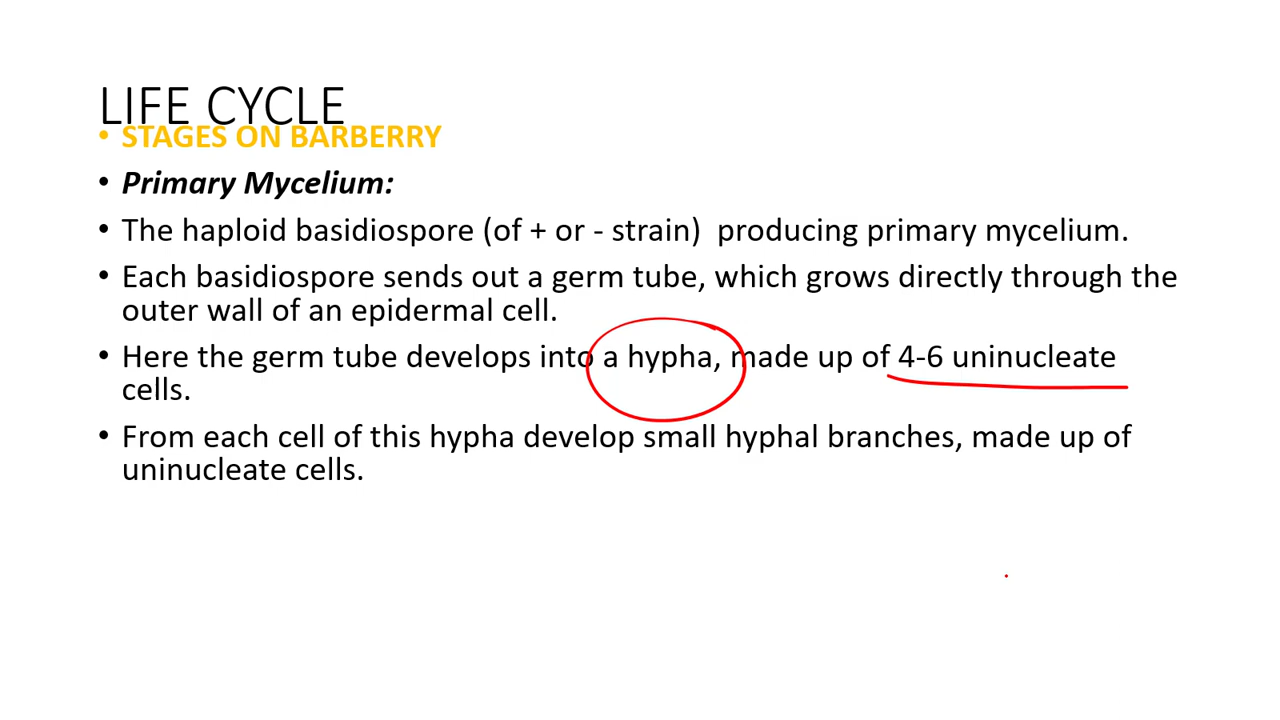 LIFE CYCLE
• STAGES ON BARBERRY
• Primary Mycelium:
• The haploid basidiospore (of + or - strain)  producing primary mycelium.
• Each basidiospore sends out a germ tube, which grows directly through the
outer wall of an epidermal cell.
• Here the germ tube develops into a hypha, made up of 4-6 uninucleate
cells.
• From each cell of this hypha develop small hyphal branches, made up of
uninucleate cells.